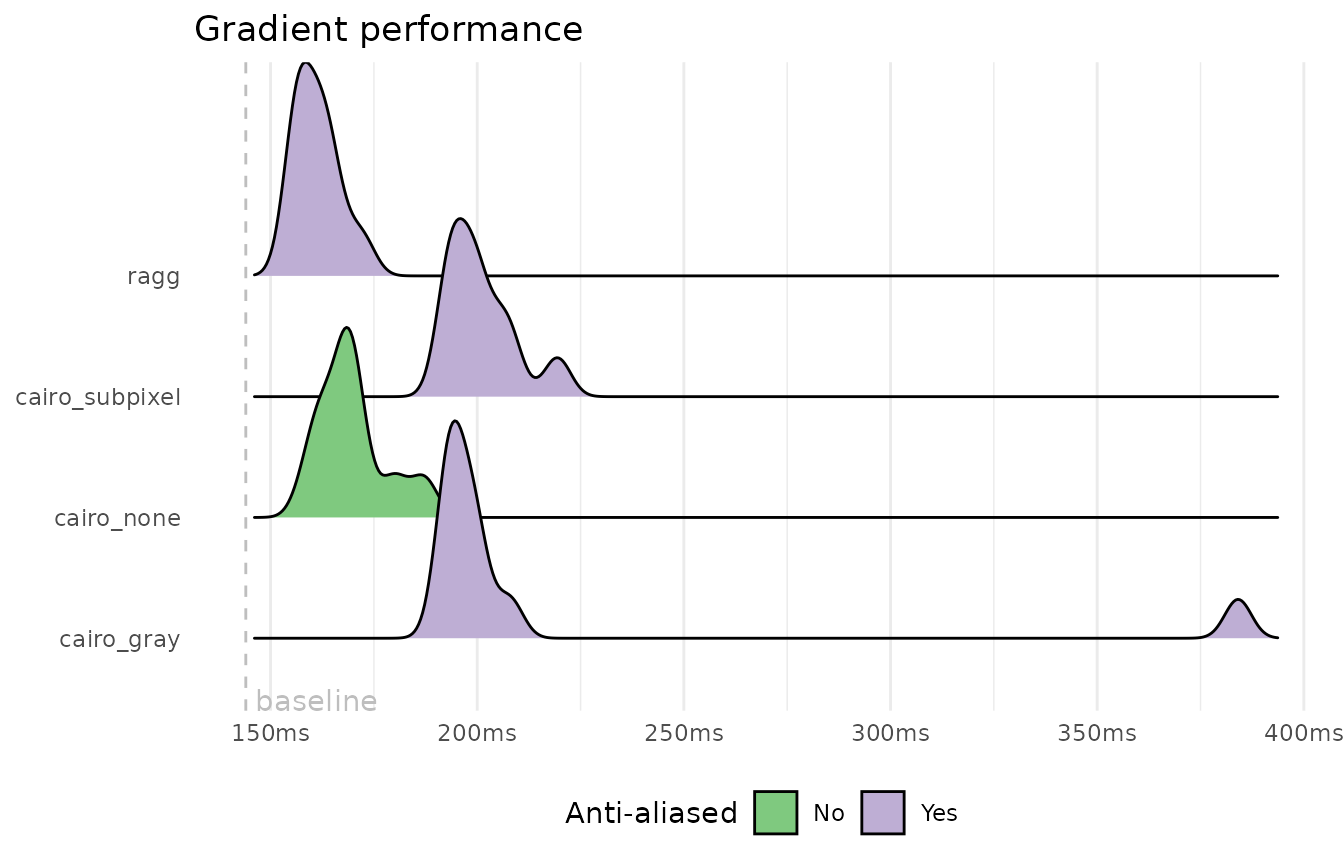 Gradient performance
ragg
cairo_subpixel
cairo_none
cairo_gray
baseline
150ms 200ms 250ms 300ms 350ms 400ms
Anti-aliased No Yes